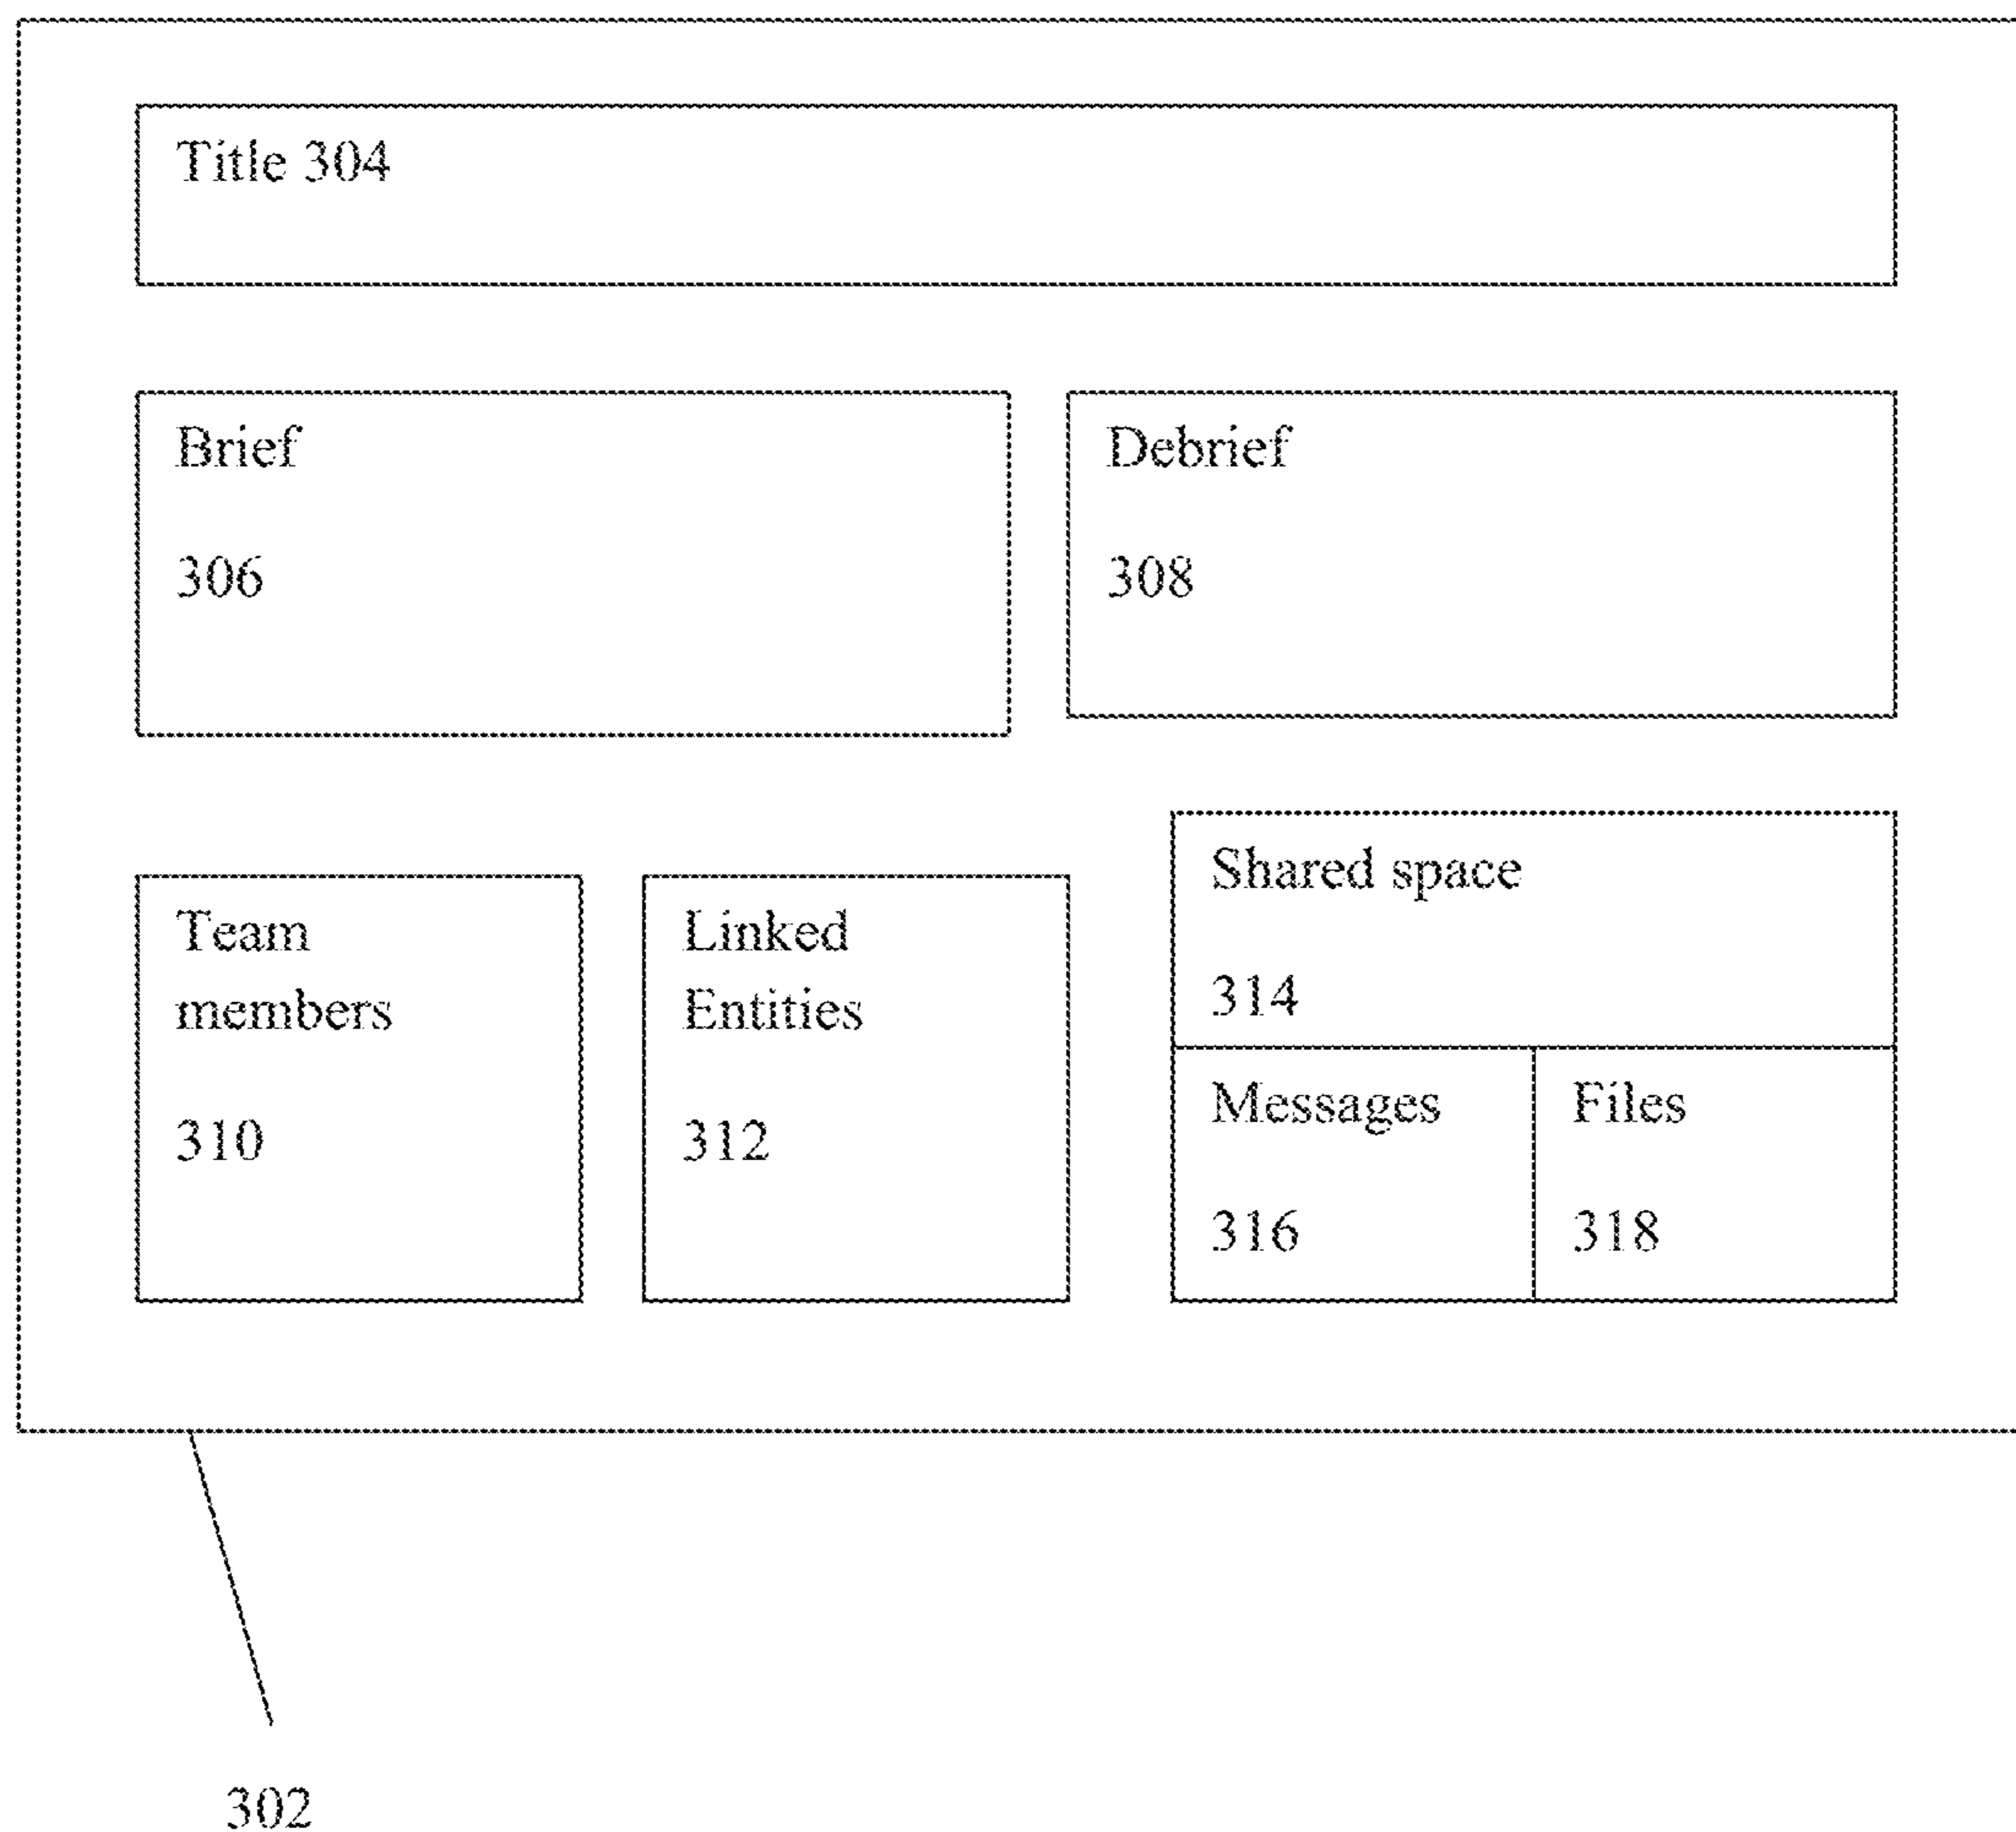 Title 304
Brief
306
Debrief
308
Team
members
310
Linked
Entities
312
Shared space
314
Messages
316
Files
318
302